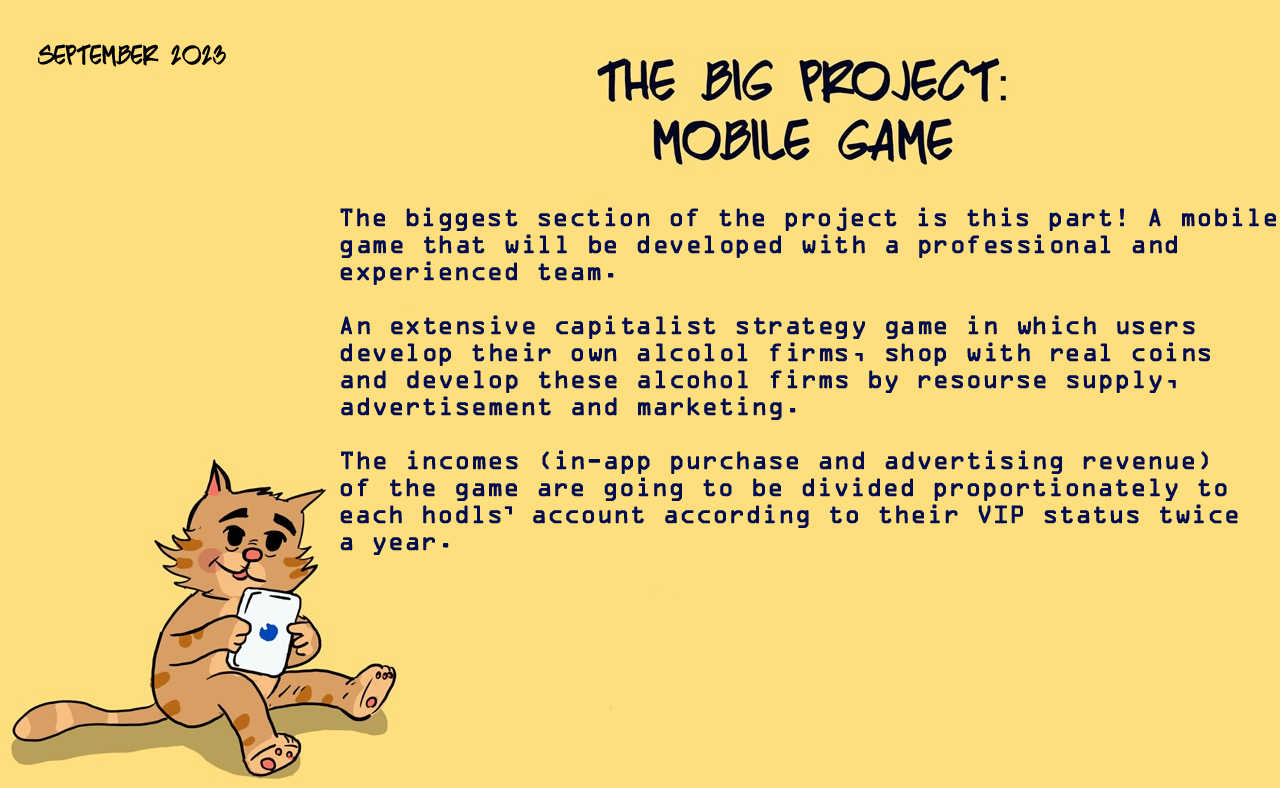 SEPTEMBER 2023
THE BIG PROJECT:
MOBILE GAME
The biggest section of the project is this part! A mobile
game that will be developed with a professional and
experienced team.
An extensive capitalist strategy game in which users
develop their own alcolol firms, shop with real coins
and develop these alcohol firms by resourse supply,
advertisement and marketing.
The incomes (in-app purchase and advertising revenue)
of the game are going to be divided proportionately to
each hodls' account according to their VIP status twice
a year.